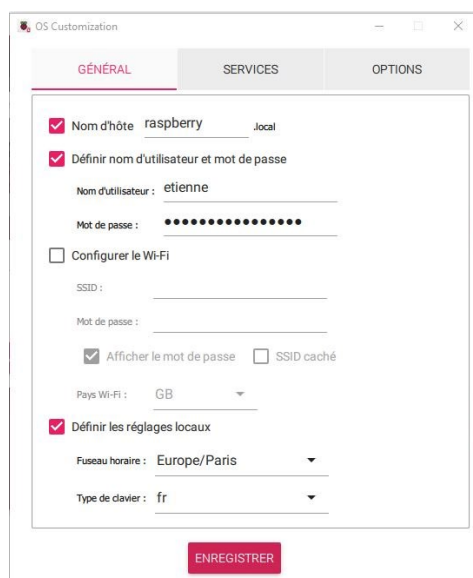 OS Customization
GÉNÉRAL SERVICES OPTIONS
Nom d'hôte raspberry .local
Définir nom d'utilisateur et mot de passe
Nom d'utilisateur : etienne
Mot de passe : ••••••••••••••••
Configurer le Wi-Fi
SSID :
Mot de passe :
Afficher le mot de passe SSID caché
Pays Wi-Fi : GB
Définir les réglages locaux
Fuseau horaire : Europe/Paris
Type de clavier : fr
ENREGISTRER